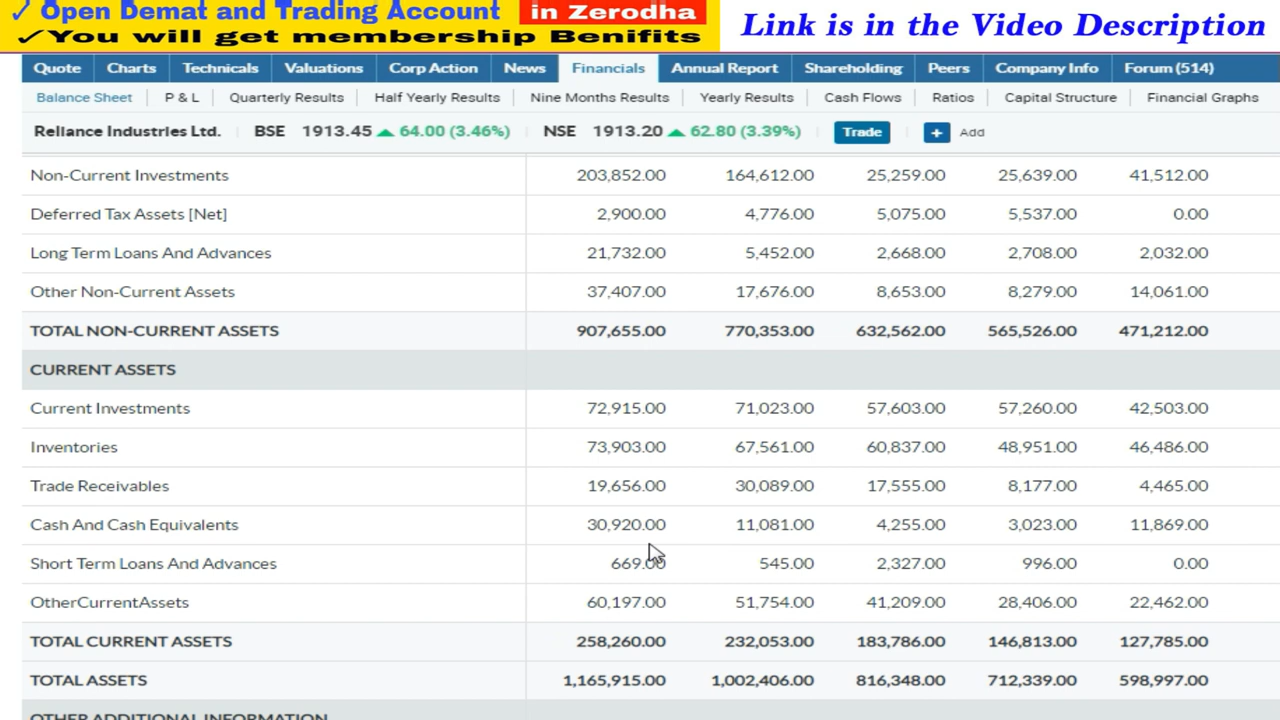 ✓ Open Demat and Trading Account in Zerodha
✓You will get membership Benifits
Link is in the Video Description
Quote Charts Technicals Valuations Corp Action News Financials Annual Report Shareholding Peers Company Info Forum (514)
Balance Sheet P & L Quarterly Results Half Yearly Results Nine Months Results Yearly Results Cash Flows Ratios Capital Structure Financial Graphs
Reliance Industries Ltd. BSE 1913.45 ▲ 64.00 (3.46%) NSE 1913.20 ▲ 62.80 (3.39%) Trade + Add
Non-Current Investments 203,852.00 164,612.00 25,259.00 25,639.00 41,512.00
Deferred Tax Assets [Net] 2,900.00 4,776.00 5,075.00 5,537.00 0.00
Long Term Loans And Advances 21,732.00 5,452.00 2,668.00 2,708.00 2,032.00
Other Non-Current Assets 37,407.00 17,676.00 8,653.00 8,279.00 14,061.00
TOTAL NON-CURRENT ASSETS 907,655.00 770,353.00 632,562.00 565,526.00 471,212.00
CURRENT ASSETS
Current Investments 72,915.00 71,023.00 57,603.00 57,260.00 42,503.00
Inventories 73,903.00 67,561.00 60,837.00 48,951.00 46,486.00
Trade Receivables 19,656.00 30,089.00 17,555.00 8,177.00 4,465.00
Cash And Cash Equivalents 30,920.00 11,081.00 4,255.00 3,023.00 11,869.00
Short Term Loans And Advances 669.00 545.00 2,327.00 996.00 0.00
OtherCurrentAssets 60,197.00 51,754.00 41,209.00 28,406.00 22,462.00
TOTAL CURRENT ASSETS 258,260.00 232,053.00 183,786.00 146,813.00 127,785.00
TOTAL ASSETS 1,165,915.00 1,002,406.00 816,348.00 712,339.00 598,997.00
OTHER ADDITIONAL INFORMATION